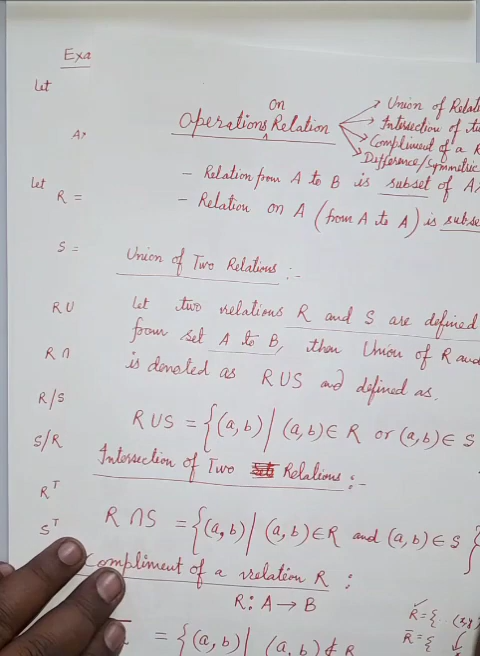 Exa
Let
A×
Let
R =
S =
R U
R ∩
R/S
S/R
Rᵀ
Sᵀ
on
Operations ^ Relation
Union of Relat
Intersection of t
Compliment of a R
Difference/Symmetric
- Relation from A to B is subset of A×
- Relation on A (from A to A) is subse
Union of Two Relations :-
Let two relations R and S are defined
from set A to B, then Union of R and
is denoted as R U S and defined as.
R U S = {(a, b) | (a, b) ∈ R or (a, b) ∈ S
Intersection of Two Relations :-
R ∩ S = {(a, b) | (a, b) ∈ R and (a, b) ∈ S }
Compliment of a relation R :
R : A → B
= {(a, b) | (a, b) ∉ R
R̄ = {
R̄ = {